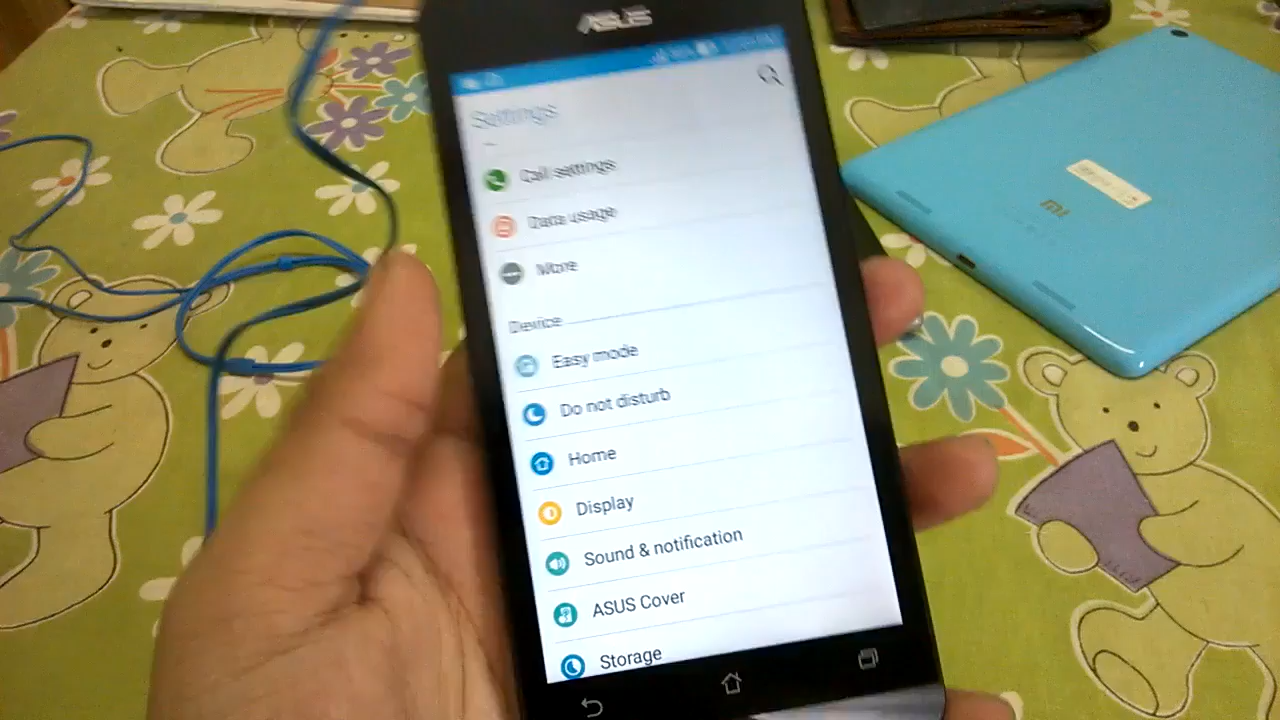 ASUS
Settings
Call settings
Data usage
More
Device
Easy mode
Do not disturb
Home
Display
Sound & notification
ASUS Cover
Storage
mi